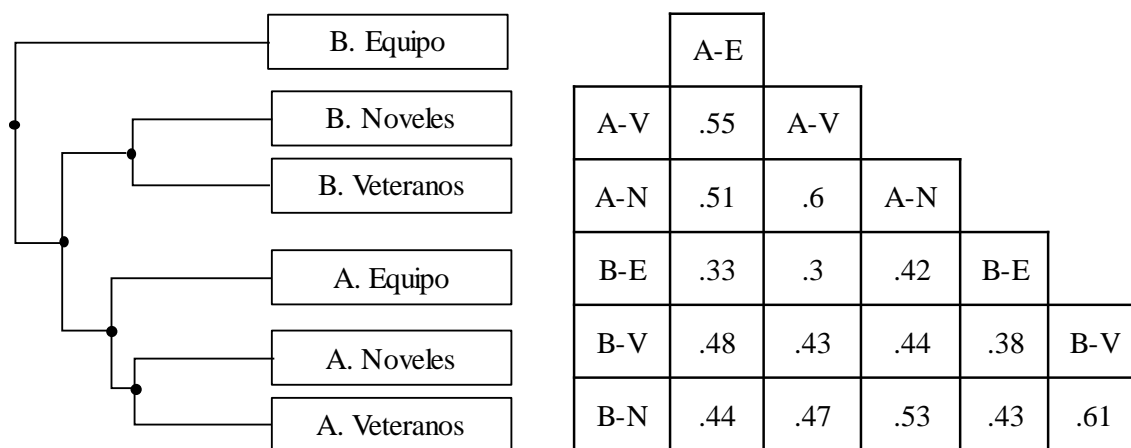 B. Equipo
B. Noveles
B. Veteranos
A. Equipo
A. Noveles
A. Veteranos
A-E
A-V .55 A-V
A-N .51 .6 A-N
B-E .33 .3 .42 B-E
B-V .48 .43 .44 .38 B-V
B-N .44 .47 .53 .43 .61